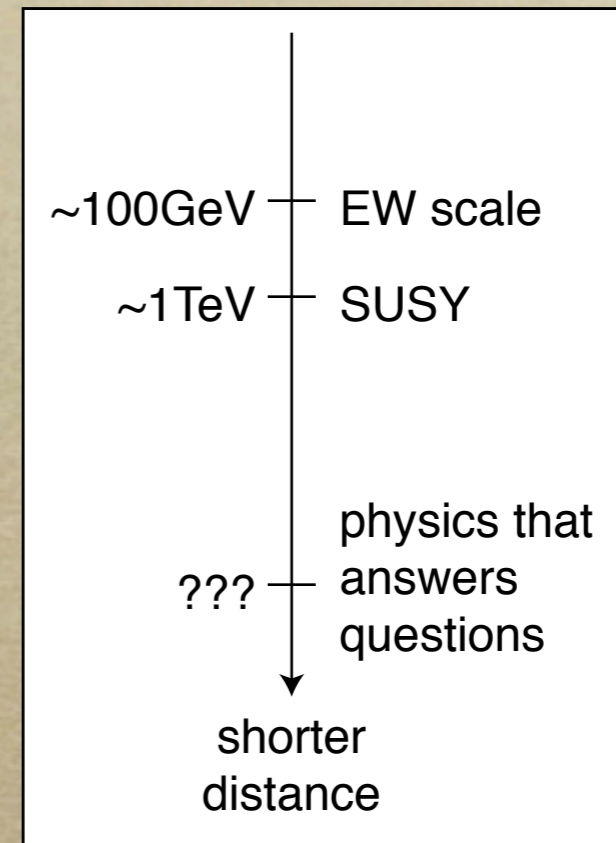 ~100GeV EW scale
~1TeV SUSY
physics that
??? answers
questions
shorter
distance